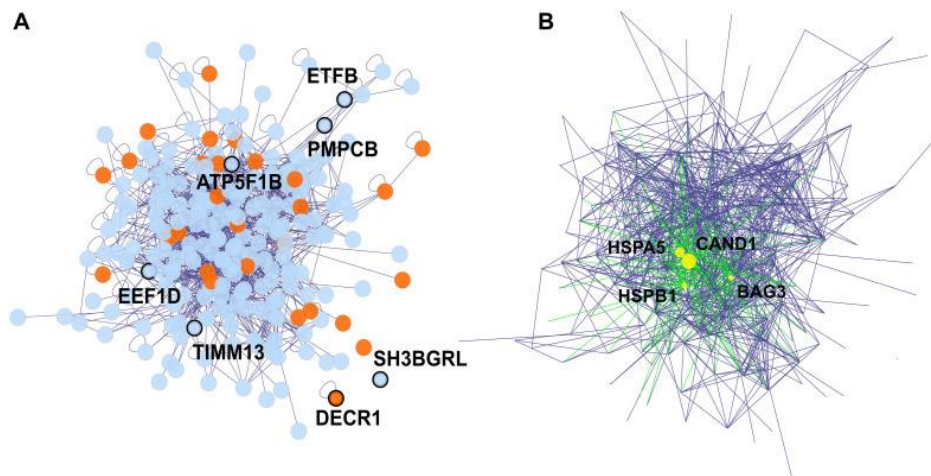 A
B
ETFB
PMPCB
ATP5F1B
HSPA5
CAND1
EEF1D
HSPB1
BAG3
TIMM13
SH3BGRL
DECR1